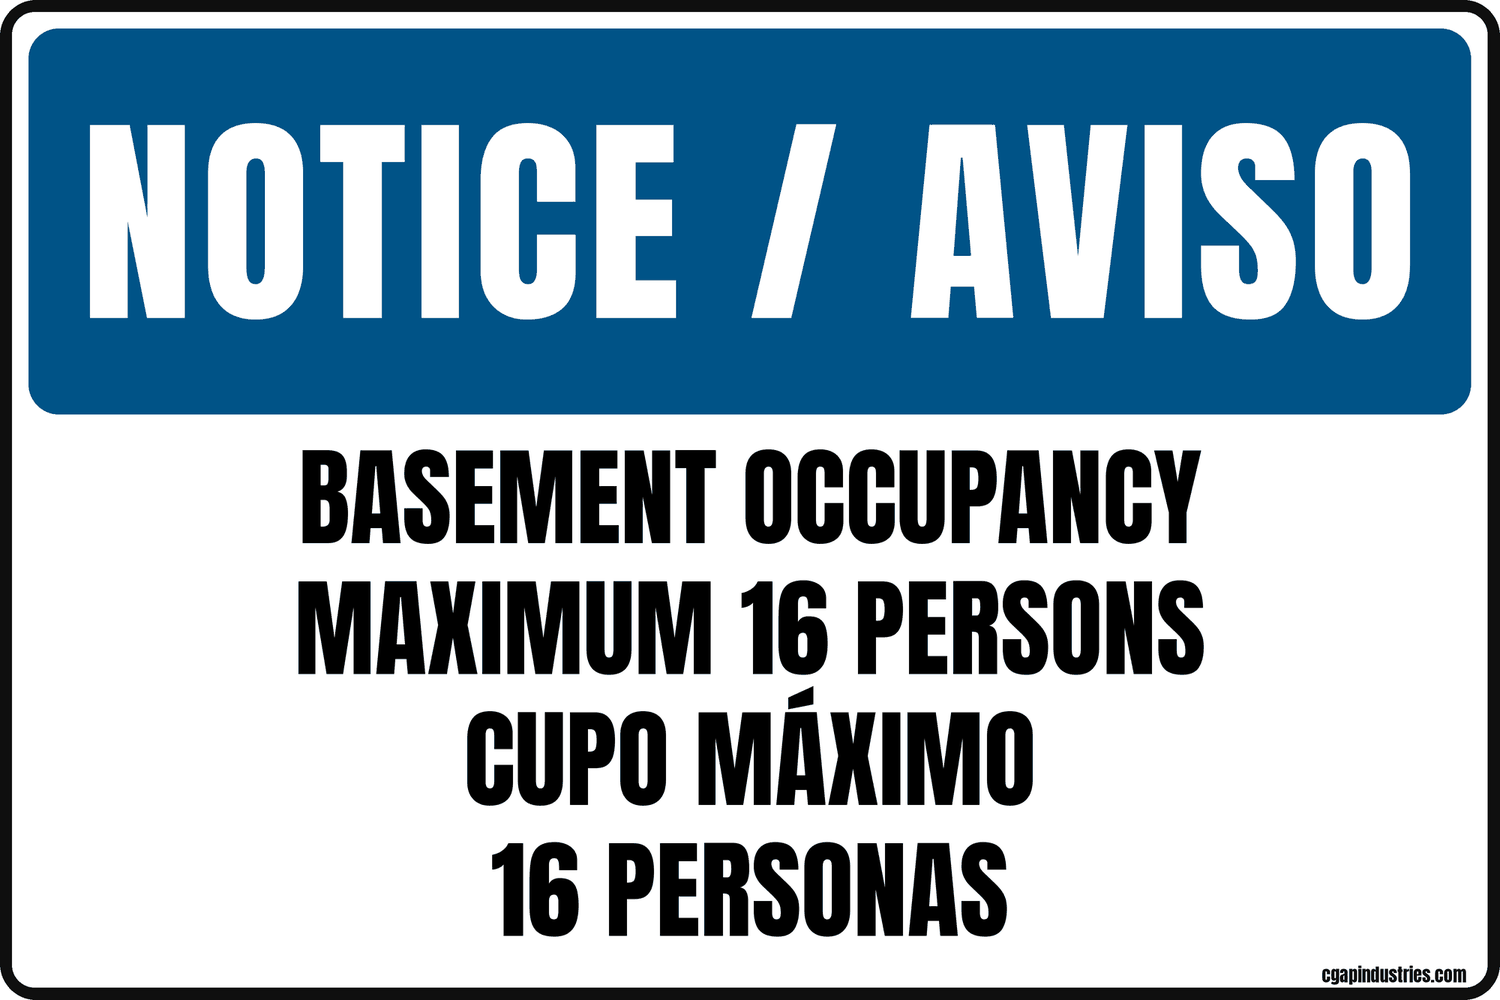 NOTICE / AVISO
BASEMENT OCCUPANCY
MAXIMUM 16 PERSONS
CUPO MÁXIMO
16 PERSONAS
cgapindustries.com